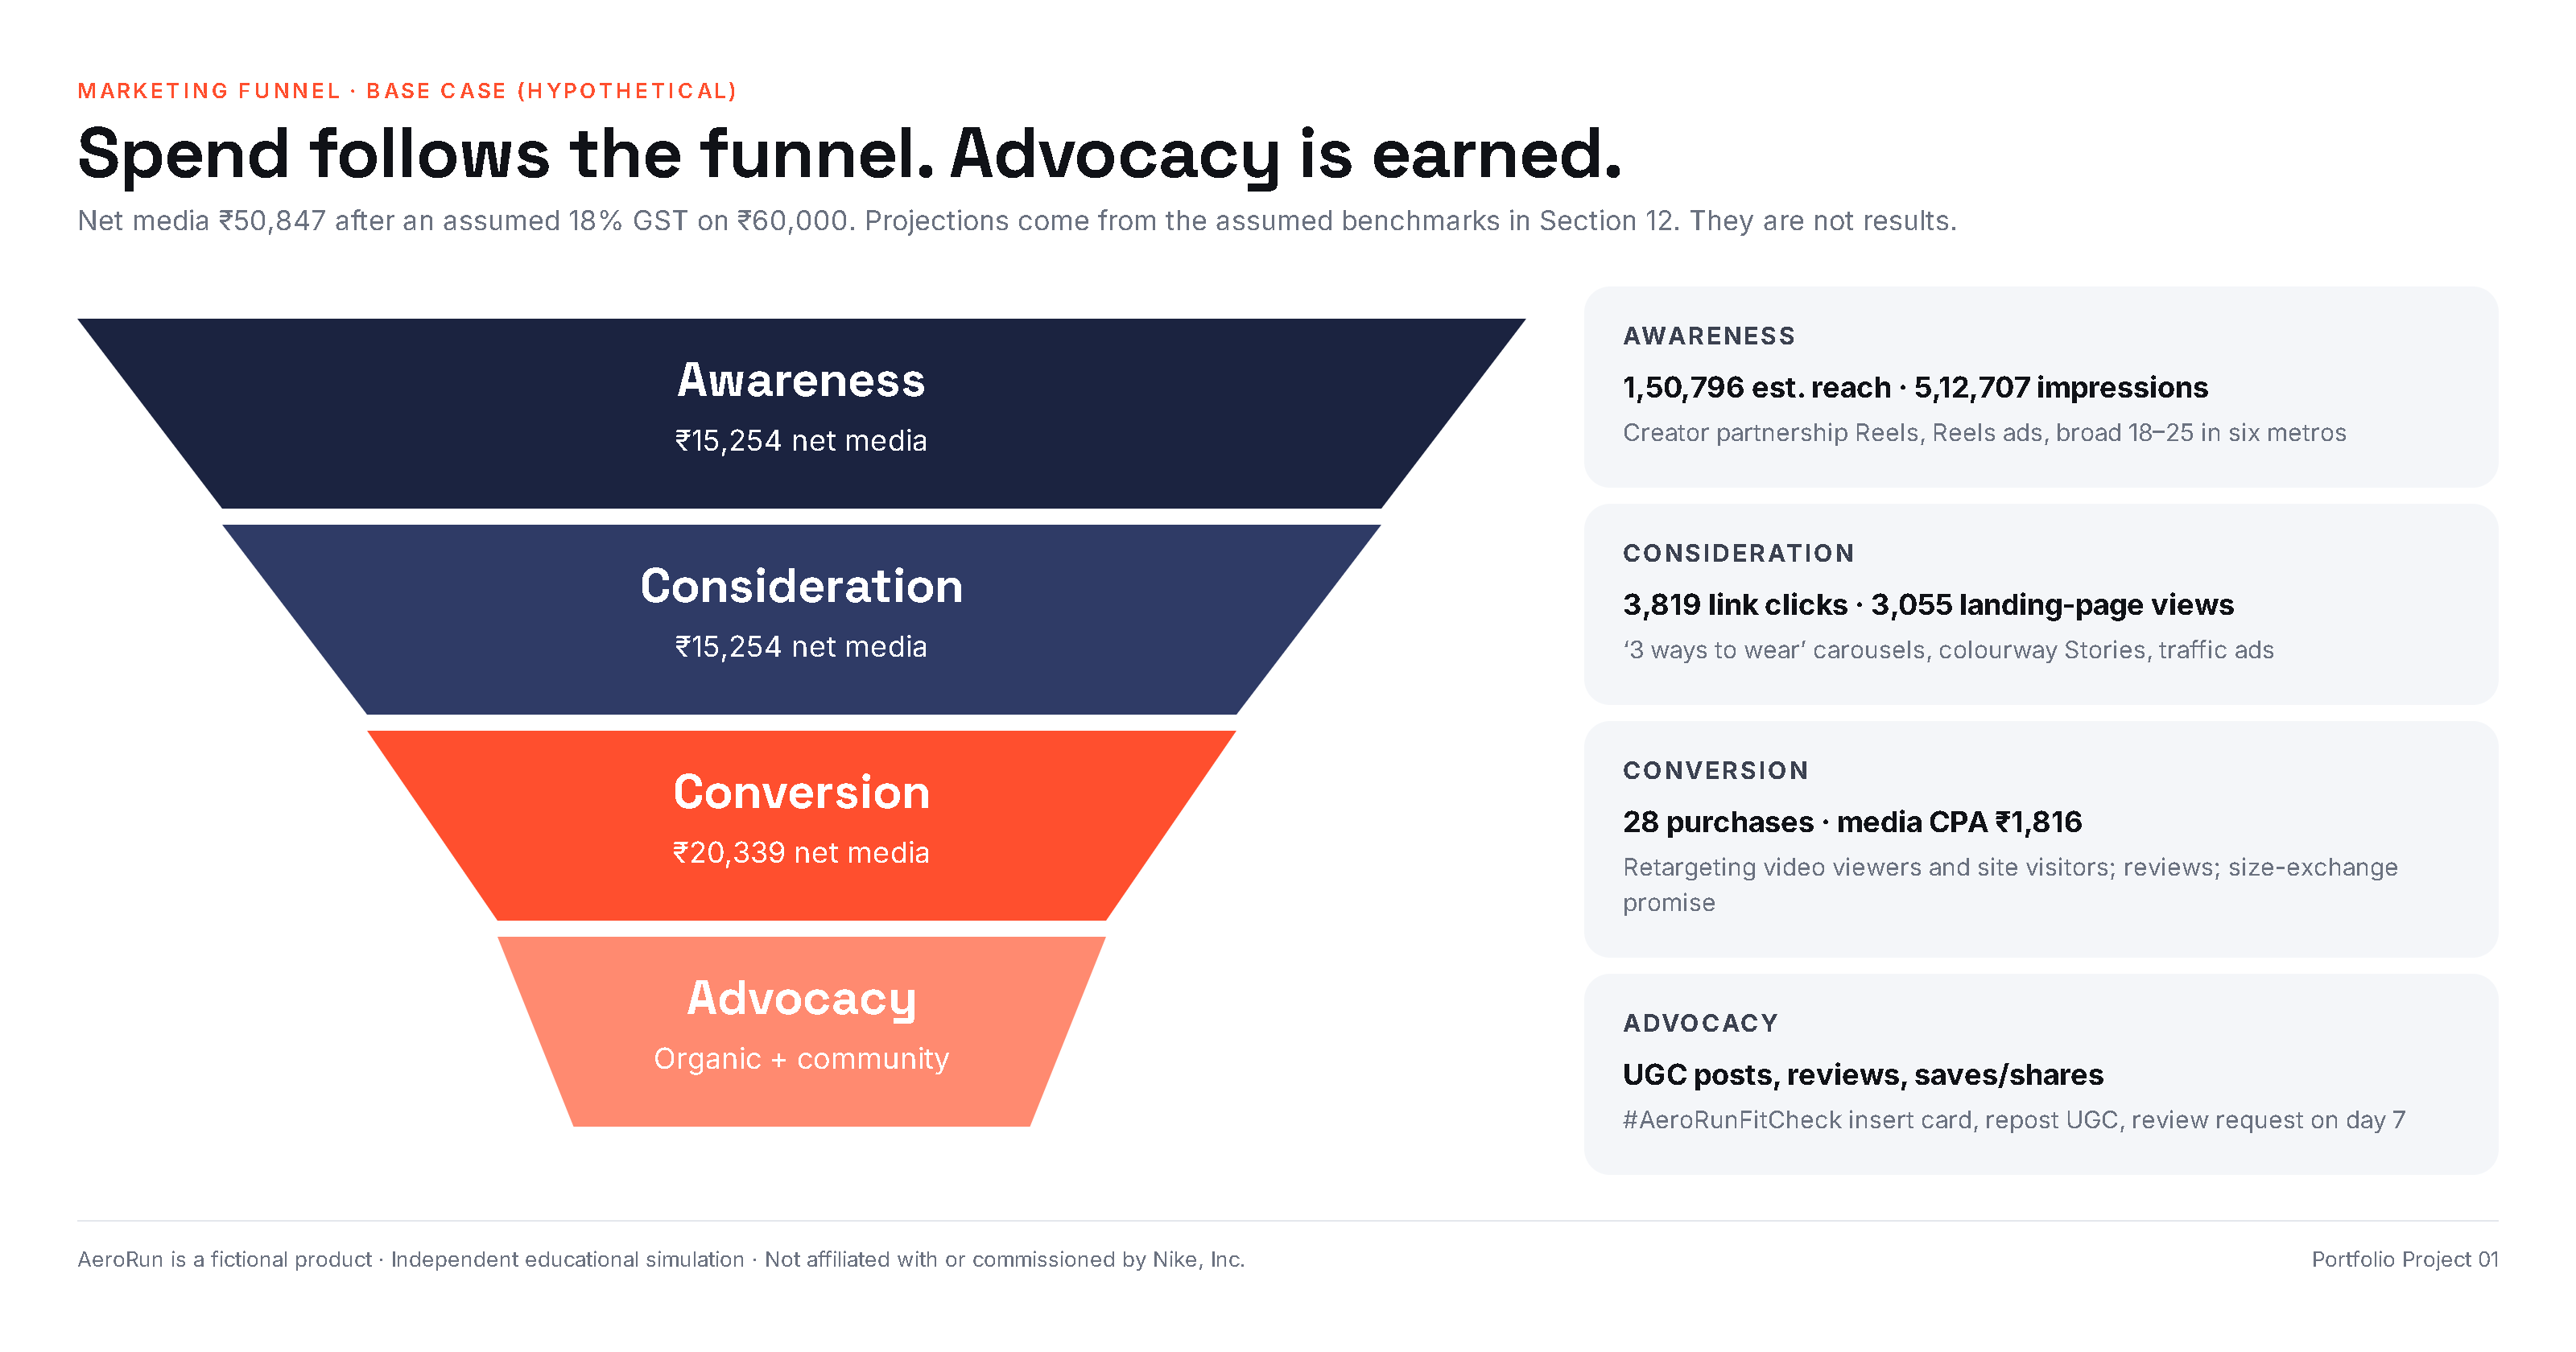 MARKETING FUNNEL · BASE CASE (HYPOTHETICAL)
Spend follows the funnel. Advocacy is earned.
Net media ₹50,847 after an assumed 18% GST on ₹60,000. Projections come from the assumed benchmarks in Section 12. They are not results.
Awareness
₹15,254 net media
Consideration
₹15,254 net media
Conversion
₹20,339 net media
Advocacy
Organic + community
AWARENESS
1,50,796 est. reach · 5,12,707 impressions
Creator partnership Reels, Reels ads, broad 18–25 in six metros
CONSIDERATION
3,819 link clicks · 3,055 landing-page views
‘3 ways to wear’ carousels, colourway Stories, traffic ads
CONVERSION
28 purchases · media CPA ₹1,816
Retargeting video viewers and site visitors; reviews; size-exchange
promise
ADVOCACY
UGC posts, reviews, saves/shares
#AeroRunFitCheck insert card, repost UGC, review request on day 7
AeroRun is a fictional product · Independent educational simulation · Not affiliated with or commissioned by Nike, Inc.
Portfolio Project 01